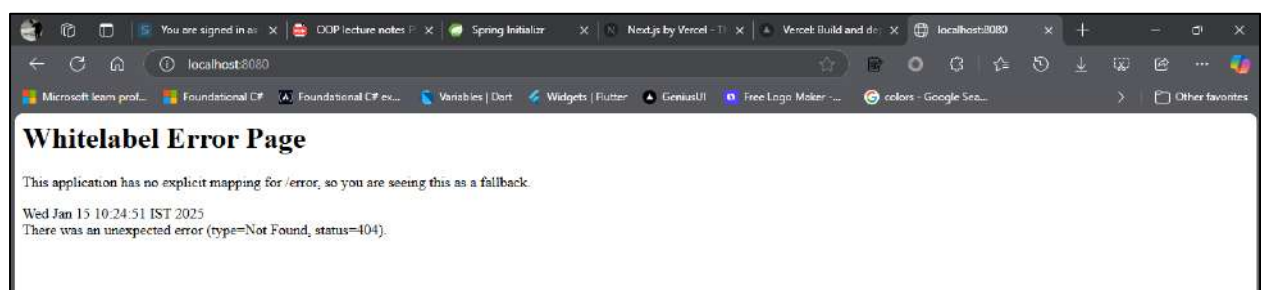 You are signed in as
OOP lecture notes P
Spring Initializr
Next.js by Vercel - Th
Vercel: Build and dep
localhost:8080
localhost:8080
Microsoft learn prof...
Foundational C#
Foundational C# ex...
Variables | Dart
Widgets | Flutter
GeniusUI
Free Logo Maker -...
colors - Google Sea...
Other favorites
Whitelabel Error Page
This application has no explicit mapping for /error, so you are seeing this as a fallback.
Wed Jan 15 10:24:51 IST 2025
There was an unexpected error (type=Not Found, status=404).